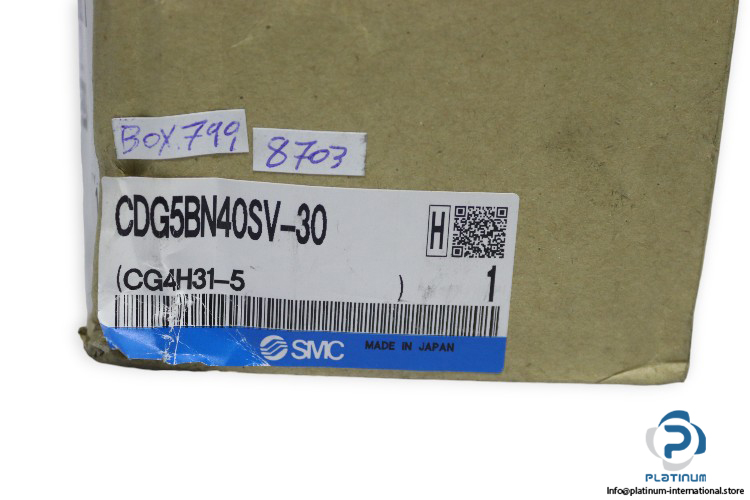 BOX.799
8703
CDG5BN40SV-30
H
(CG4H31-5 )
1
SMC MADE IN JAPAN
PLATINUM
Info@platinum-international.store